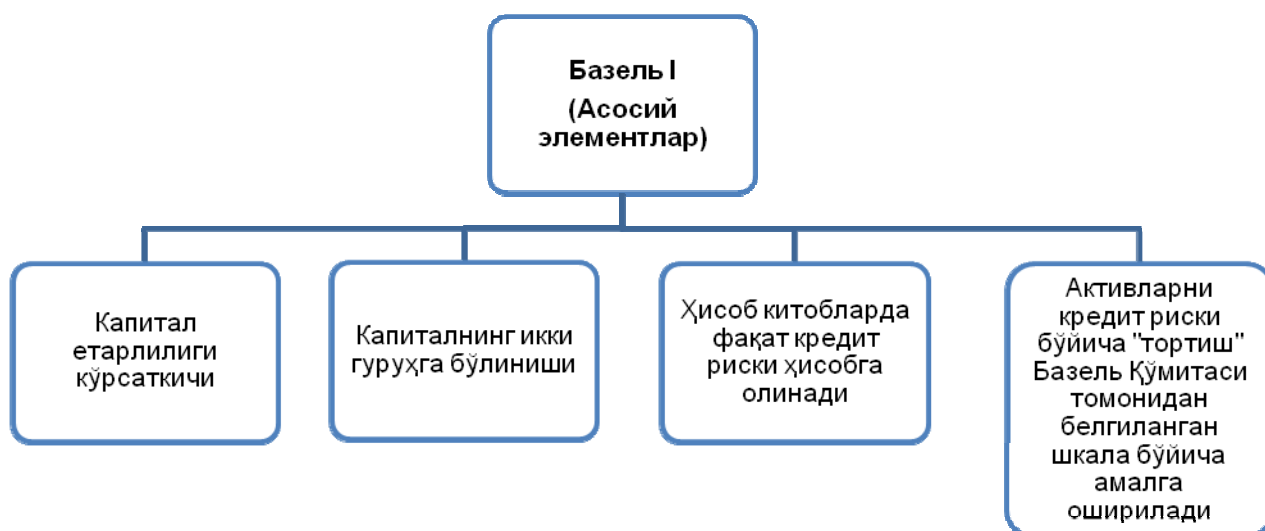 Базель I
(Асосий
элементлар)
Капитал
етарлилиги
кўрсаткичи
Капиталнинг икки
гуруҳга бўлиниши
Ҳисоб китобларда
фақат кредит
риски ҳисобга
олинади
Активларни
кредит риски
бўйича "тортиш"
Базель Қўмитаси
томонидан
белгиланган
шкала бўйича
амалга
оширилади